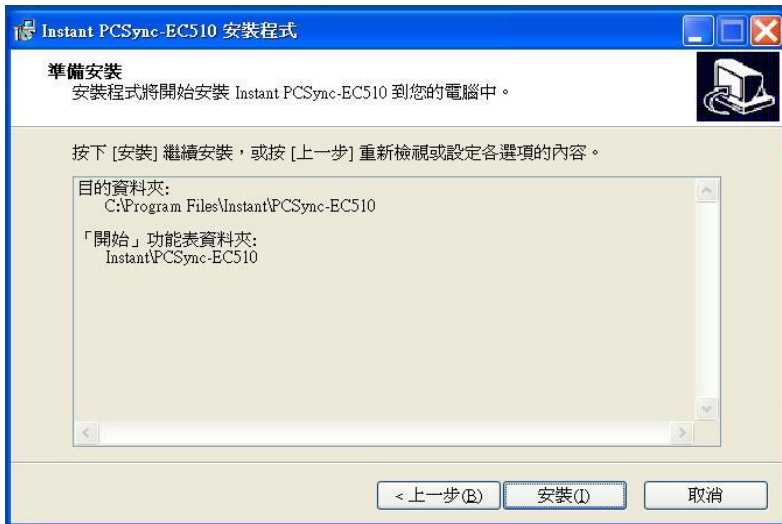 Instant PCSync-EC510 安裝程式
準備安裝
安裝程式將開始安裝 Instant PCSync-EC510 到您的電腦中。
按下 [安裝] 繼續安裝，或按 [上一步] 重新檢視或設定各選項的內容。
目的資料夾:
C:\Program Files\Instant\PCSync-EC510
「開始」功能表資料夾:
Instant\PCSync-EC510
< 上一步(B)
安裝(I)
取消